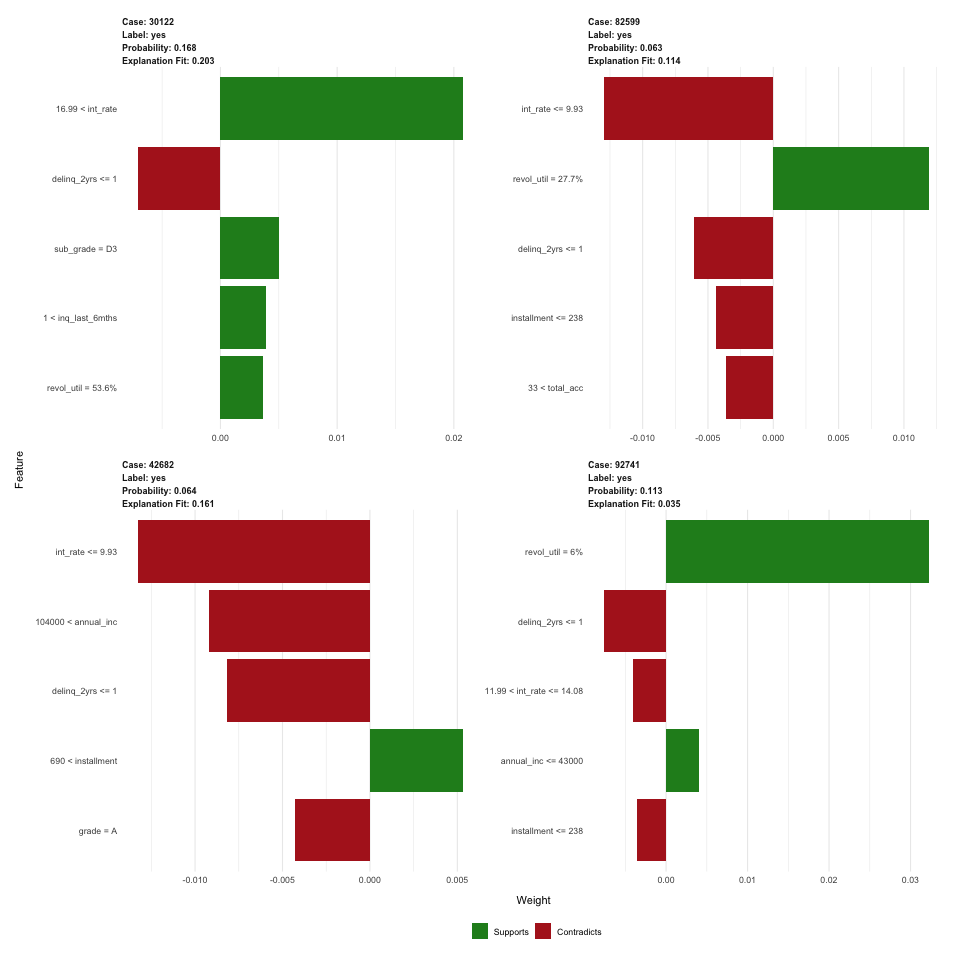 Case: 30122
Label: yes
Probability: 0.168
Explanation Fit: 0.203
16.99 < int_rate
delinq_2yrs <= 1
sub_grade = D3
1 < inq_last_6mths
revol_util = 53.6%
0.00 0.01 0.02
Case: 82599
Label: yes
Probability: 0.063
Explanation Fit: 0.114
int_rate <= 9.93
revol_util = 27.7%
delinq_2yrs <= 1
installment <= 238
33 < total_acc
-0.010 -0.005 0.000 0.005 0.010
Feature
Case: 42682
Label: yes
Probability: 0.064
Explanation Fit: 0.161
int_rate <= 9.93
104000 < annual_inc
delinq_2yrs <= 1
690 < installment
grade = A
-0.010 -0.005 0.000 0.005
Case: 92741
Label: yes
Probability: 0.113
Explanation Fit: 0.035
revol_util = 6%
delinq_2yrs <= 1
11.99 < int_rate <= 14.08
annual_inc <= 43000
installment <= 238
0.00 0.01 0.02 0.03
Weight
Supports Contradicts